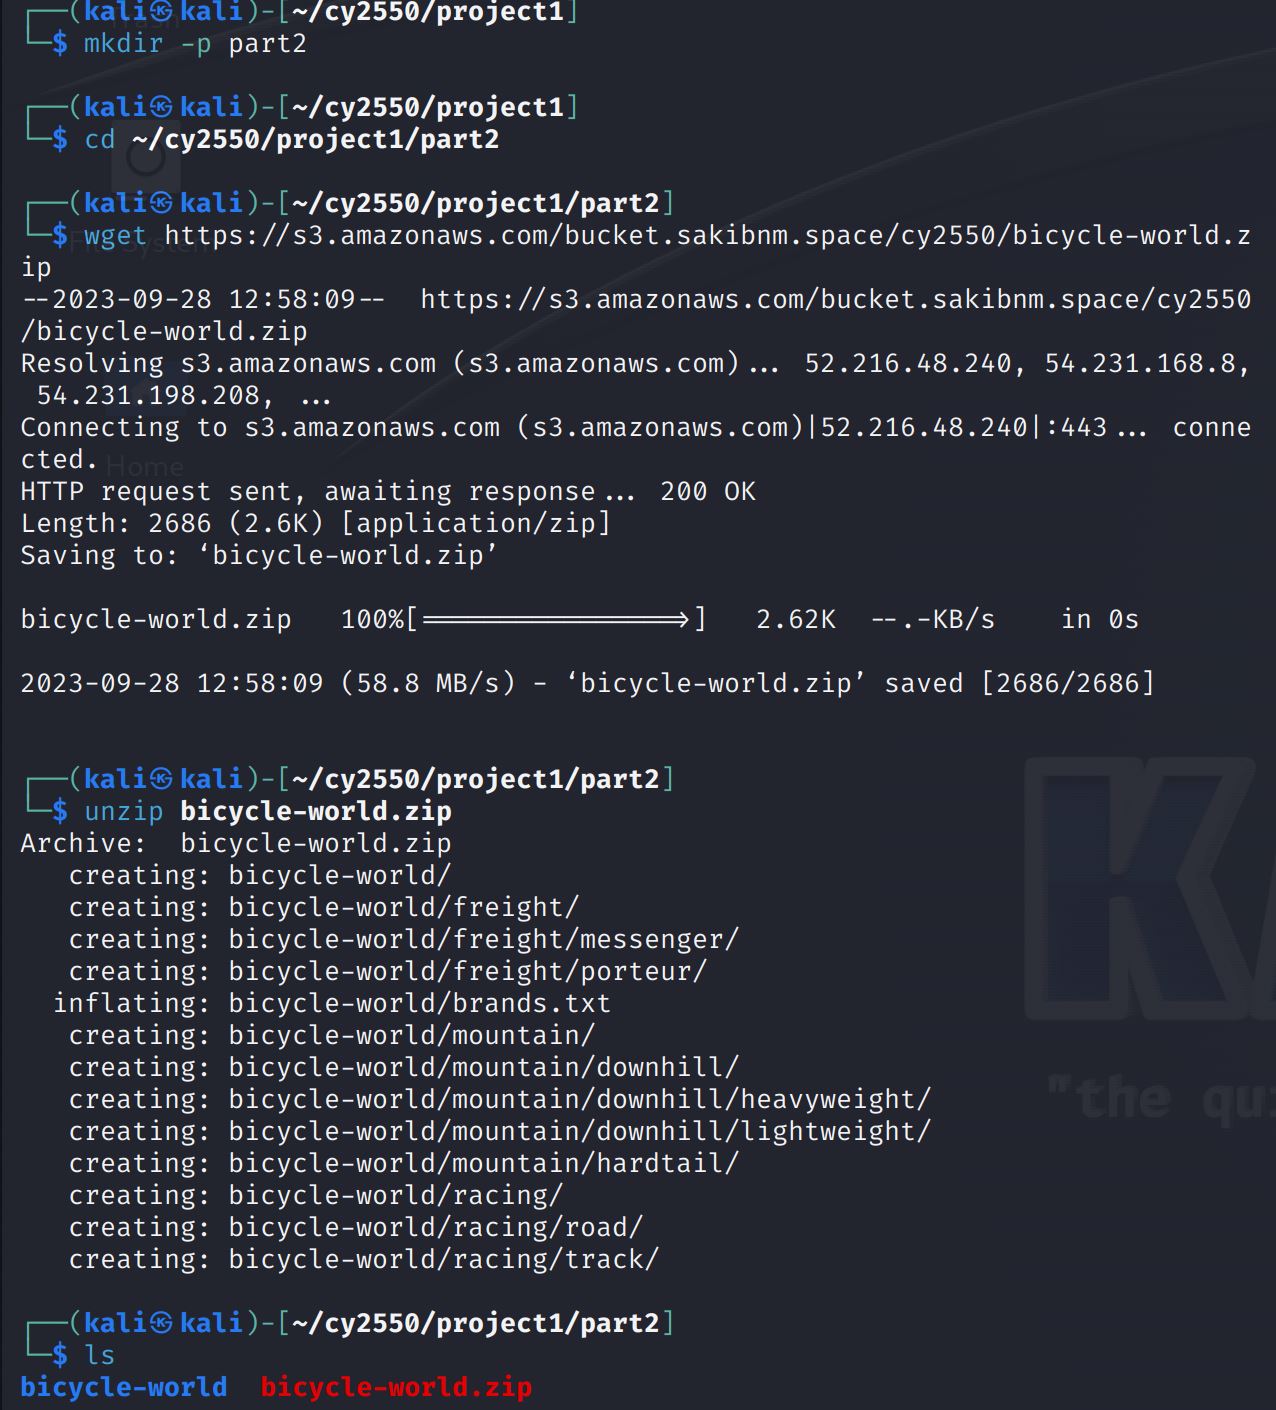 ┌──(kali㉿kali)-[~/cy2550/project1]
└─$ mkdir -p part2
┌──(kali㉿kali)-[~/cy2550/project1]
└─$ cd ~/cy2550/project1/part2
┌──(kali㉿kali)-[~/cy2550/project1/part2]
└─$ wget https://s3.amazonaws.com/bucket.sakibnm.space/cy2550/bicycle-world.z
ip
--2023-09-28 12:58:09--  https://s3.amazonaws.com/bucket.sakibnm.space/cy2550
/bicycle-world.zip
Resolving s3.amazonaws.com (s3.amazonaws.com)... 52.216.48.240, 54.231.168.8,
 54.231.198.208, ...
Connecting to s3.amazonaws.com (s3.amazonaws.com)|52.216.48.240|:443... conne
cted.
Home
HTTP request sent, awaiting response... 200 OK
Length: 2686 (2.6K) [application/zip]
Saving to: ‘bicycle-world.zip’
bicycle-world.zip   100%[================>]   2.62K  --.-KB/s    in 0s
2023-09-28 12:58:09 (58.8 MB/s) - ‘bicycle-world.zip’ saved [2686/2686]
┌──(kali㉿kali)-[~/cy2550/project1/part2]
└─$ unzip bicycle-world.zip
Archive:  bicycle-world.zip
   creating: bicycle-world/
   creating: bicycle-world/freight/
   creating: bicycle-world/freight/messenger/
   creating: bicycle-world/freight/porteur/
  inflating: bicycle-world/brands.txt
   creating: bicycle-world/mountain/
   creating: bicycle-world/mountain/downhill/
   creating: bicycle-world/mountain/downhill/heavyweight/
   creating: bicycle-world/mountain/downhill/lightweight/
   creating: bicycle-world/mountain/hardtail/
   creating: bicycle-world/racing/
   creating: bicycle-world/racing/road/
   creating: bicycle-world/racing/track/
"the qui
┌──(kali㉿kali)-[~/cy2550/project1/part2]
└─$ ls
bicycle-world  bicycle-world.zip